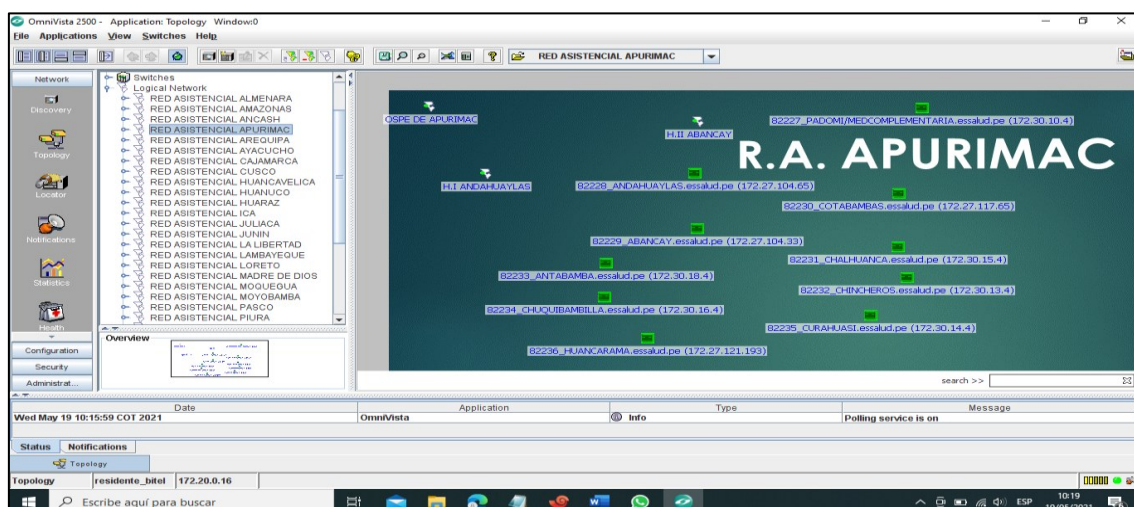 OmniVista 2500 - Application: Topology Window:0
File Applications View Switches Help
RED ASISTENCIAL APURIMAC
Network
Discovery
Topology
Locator
Notifications
Statistics
Health
Configuration
Security
Administrat...
Switches
Logical Network
RED ASISTENCIAL ALMENARA
RED ASISTENCIAL AMAZONAS
RED ASISTENCIAL ANCASH
RED ASISTENCIAL APURIMAC
RED ASISTENCIAL AREQUIPA
RED ASISTENCIAL AYACUCHO
RED ASISTENCIAL CAJAMARCA
RED ASISTENCIAL CUSCO
RED ASISTENCIAL HUANCAVELICA
RED ASISTENCIAL HUANUCO
RED ASISTENCIAL HUARAZ
RED ASISTENCIAL ICA
RED ASISTENCIAL JULIACA
RED ASISTENCIAL JUNIN
RED ASISTENCIAL LA LIBERTAD
RED ASISTENCIAL LAMBAYEQUE
RED ASISTENCIAL LORETO
RED ASISTENCIAL MADRE DE DIOS
RED ASISTENCIAL MOQUEGUA
RED ASISTENCIAL MOYOBAMBA
RED ASISTENCIAL PASCO
RED ASISTENCIAL PIURA
Overview
OSPE DE APURIMAC
82227_PADOMI/MEDCOMPLEMENTARIA.essalud.pe (172.30.10.4)
H.II ABANCAY
R.A. APURIMAC
H.I ANDAHUAYLAS
82228_ANDAHUAYLAS.essalud.pe (172.27.104.65)
82230_COTABAMBAS.essalud.pe (172.27.117.65)
82229_ABANCAY.essalud.pe (172.27.104.33)
82231_CHALHUANCA.essalud.pe (172.30.15.4)
82233_ANTABAMBA.essalud.pe (172.30.18.4)
82232_CHINCHEROS.essalud.pe (172.30.13.4)
82234_CHUQUIBAMBILLA.essalud.pe (172.30.16.4)
82235_CURAHUASI.essalud.pe (172.30.14.4)
82236_HUANCARAMA.essalud.pe (172.27.121.193)
search >>
Date Application Type Message
Wed May 19 10:15:59 COT 2021 OmniVista Info Polling service is on
Status Notifications
Topology
Topology residente_bitel 172.20.0.16
Escribe aquí para buscar
ESP
10:19
19/05/2021